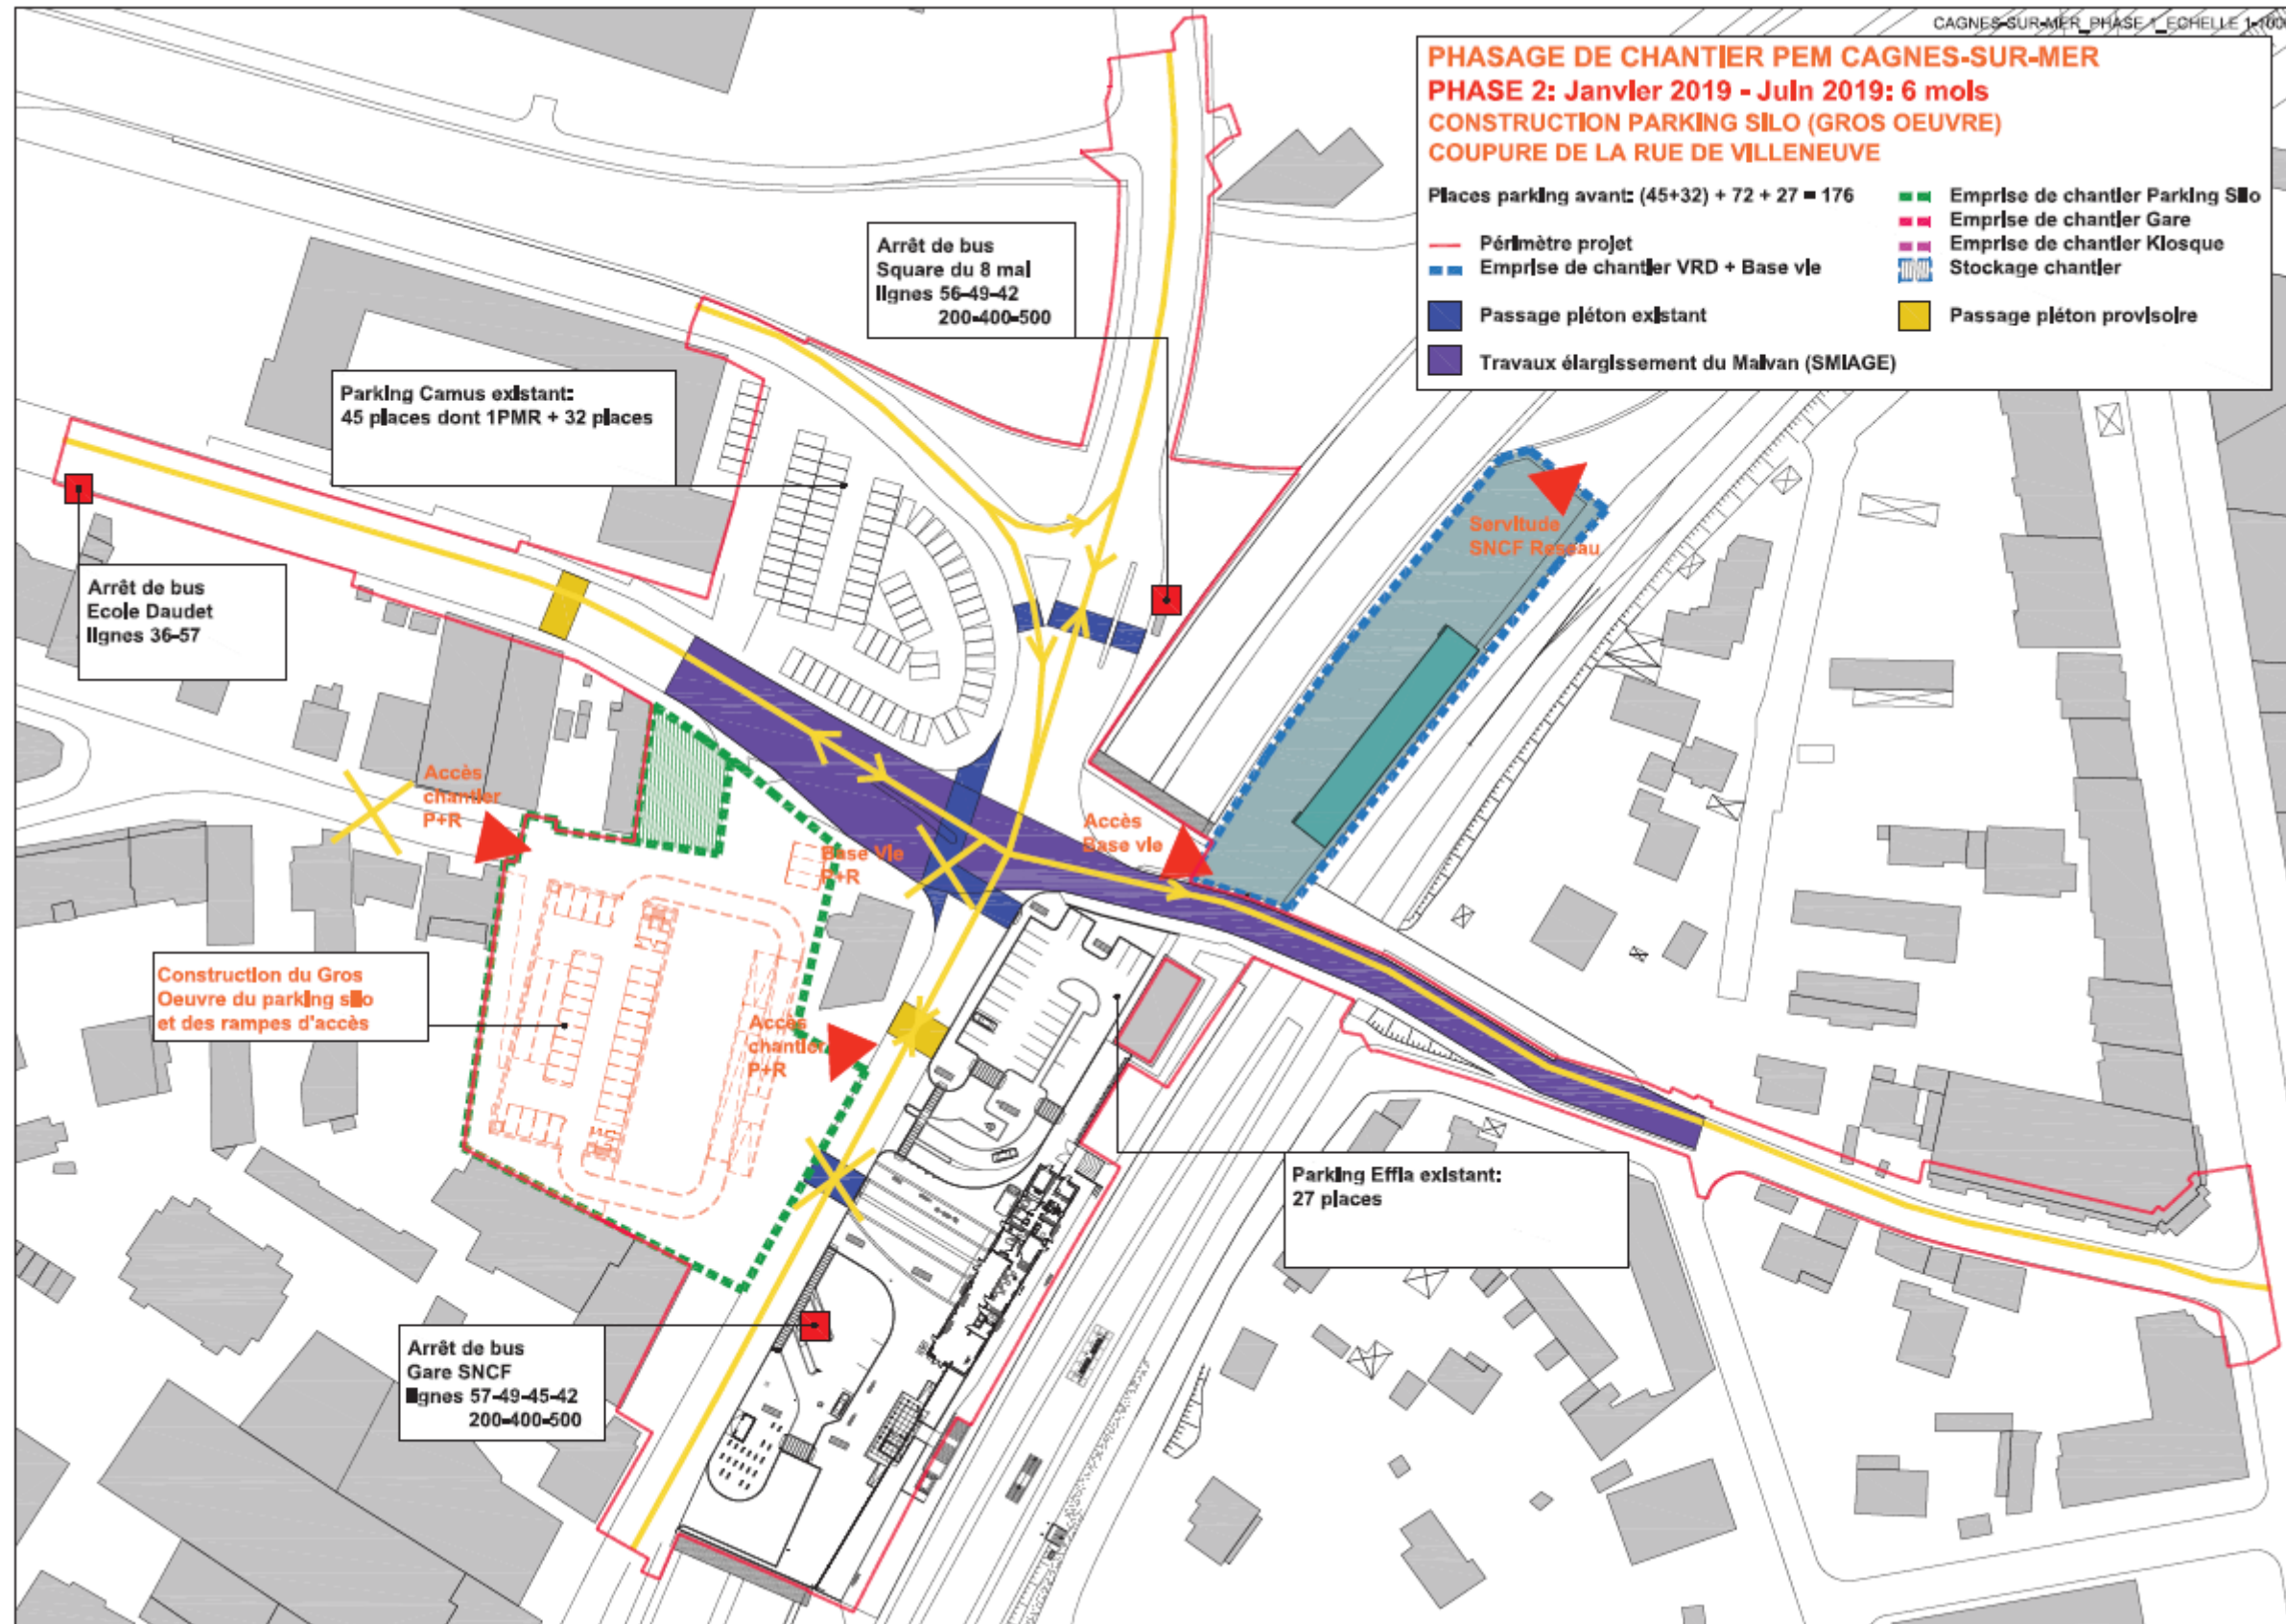 CAGNES-SUR-MER_PHASE 1_ECHELLE 1-1000
PHASAGE DE CHANTIER PEM CAGNES-SUR-MER
PHASE 2: Janvier 2019 - Juin 2019: 6 mois
CONSTRUCTION PARKING SILO (GROS OEUVRE)
COUPURE DE LA RUE DE VILLENEUVE
Places parking avant: (45+32) + 72 + 27 = 176
Périmètre projet
Emprise de chantier VRD + Base vie
Passage piéton existant
Travaux élargissement du Malvan (SMIAGE)
Emprise de chantier Parking Silo
Emprise de chantier Gare
Emprise de chantier Kiosque
Stockage chantier
Passage piéton provisoire
Arrêt de bus
Square du 8 mai
lignes 56-49-42
200-400-500
Parking Camus existant:
45 places dont 1PMR + 32 places
Servitude
SNCF Reseau
Arrêt de bus
Ecole Daudet
lignes 36-57
Accès
chantier
P+R
Accès
Base vie
Base Vie
P+R
Construction du Gros
Oeuvre du parking silo
et des rampes d'accès
Accès
chantier
P+R
Parking Effia existant:
27 places
Arrêt de bus
Gare SNCF
lignes 57-49-45-42
200-400-500